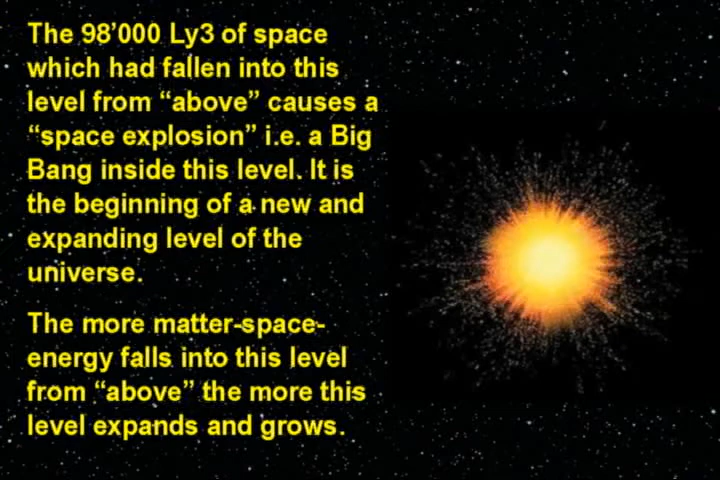 The 98’000 Ly3 of space
which had fallen into this
level from “above” causes a
“space explosion” i.e. a Big
Bang inside this level. It is
the beginning of a new and
expanding level of the
universe.
The more matter-space-
energy falls into this level
from “above” the more this
level expands and grows.